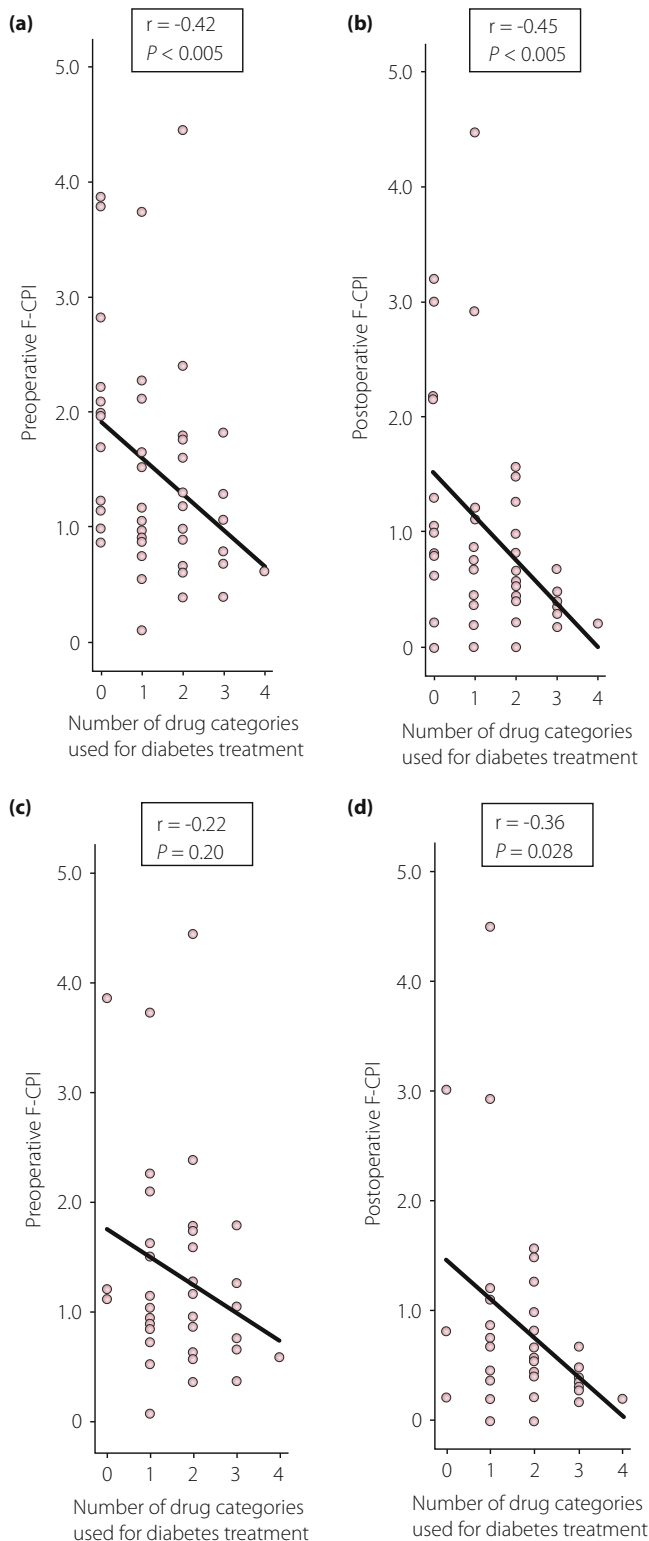 (a)
r = -0.42
P < 0.005
5.0
4.0
3.0
2.0
1.0
0
Preoperative F-CPI
0 1 2 3 4
Number of drug categories
used for diabetes treatment
(b)
r = -0.45
P < 0.005
5.0
4.0
3.0
2.0
1.0
0
Postoperative F-CPI
0 1 2 3 4
Number of drug categories
used for diabetes treatment
(c)
r = -0.22
P = 0.20
5.0
4.0
3.0
2.0
1.0
0
Preoperative F-CPI
0 1 2 3 4
Number of drug categories
used for diabetes treatment
(d)
r = -0.36
P = 0.028
5.0
4.0
3.0
2.0
1.0
0
Postoperative F-CPI
0 1 2 3 4
Number of drug categories
used for diabetes treatment